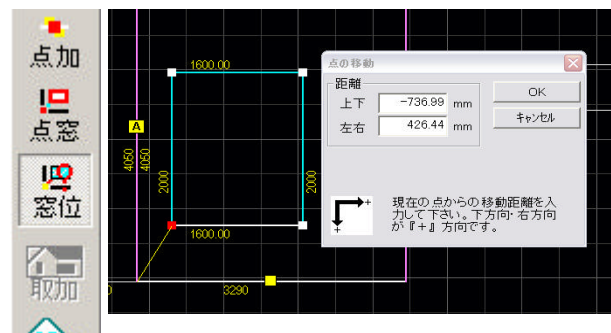 点加
点窓
窓位
取加
1600.00
A
4050
4050
2000
2000
1600.00
3290
0
点の移動
距離
上下 -736.99 mm
左右 426.44 mm
OK
キャンセル
+
+
現在の点からの移動距離を入
力して下さい。下方向・右方向
が『+』方向です。